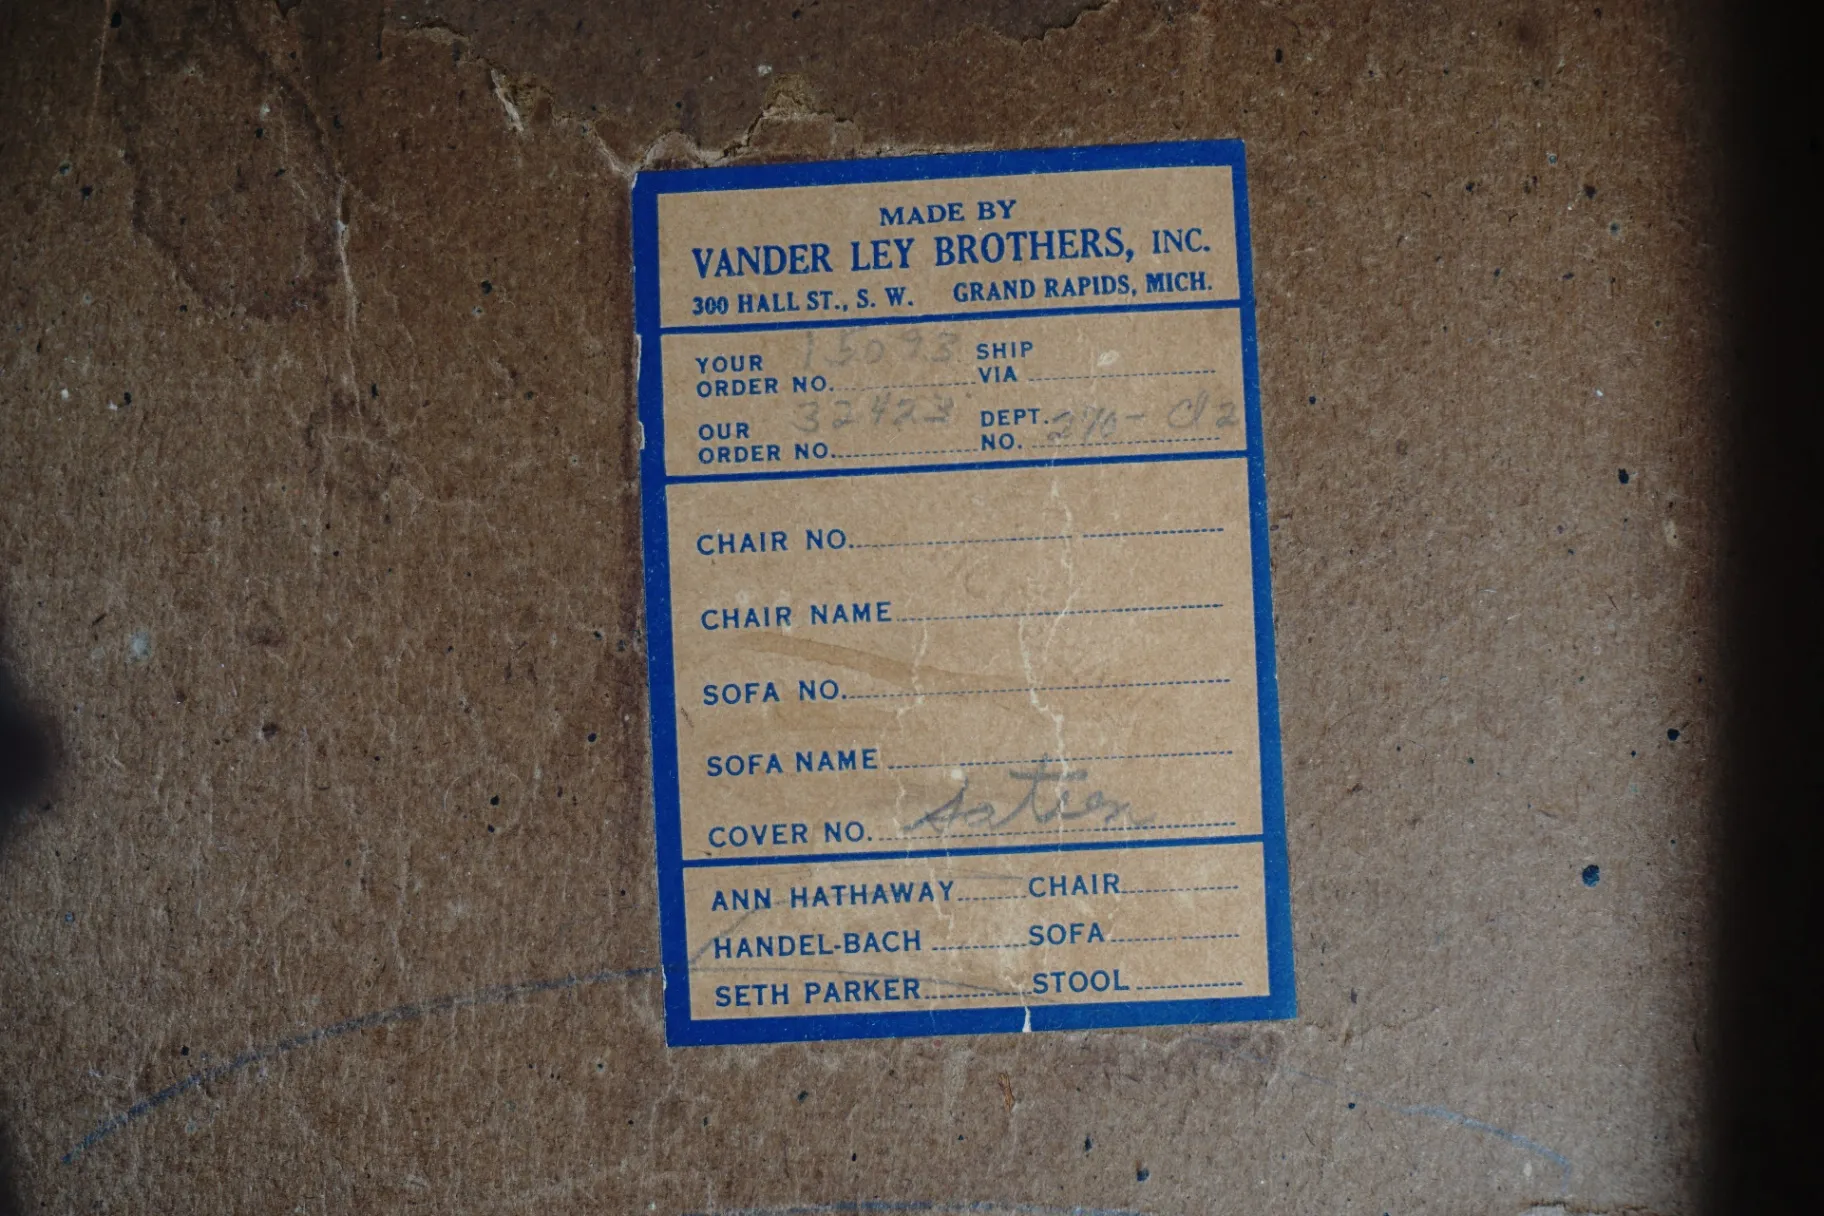 MADE BY
VANDER LEY BROTHERS, INC.
300 HALL ST., S. W. GRAND RAPIDS, MICH.
YOUR ORDER NO. 15093 SHIP VIA
OUR ORDER NO. 32423 DEPT. NO.
CHAIR NO.
CHAIR NAME
SOFA NO.
SOFA NAME
COVER NO. Satien
ANN HATHAWAY CHAIR
HANDEL-BACH SOFA
SETH PARKER STOOL